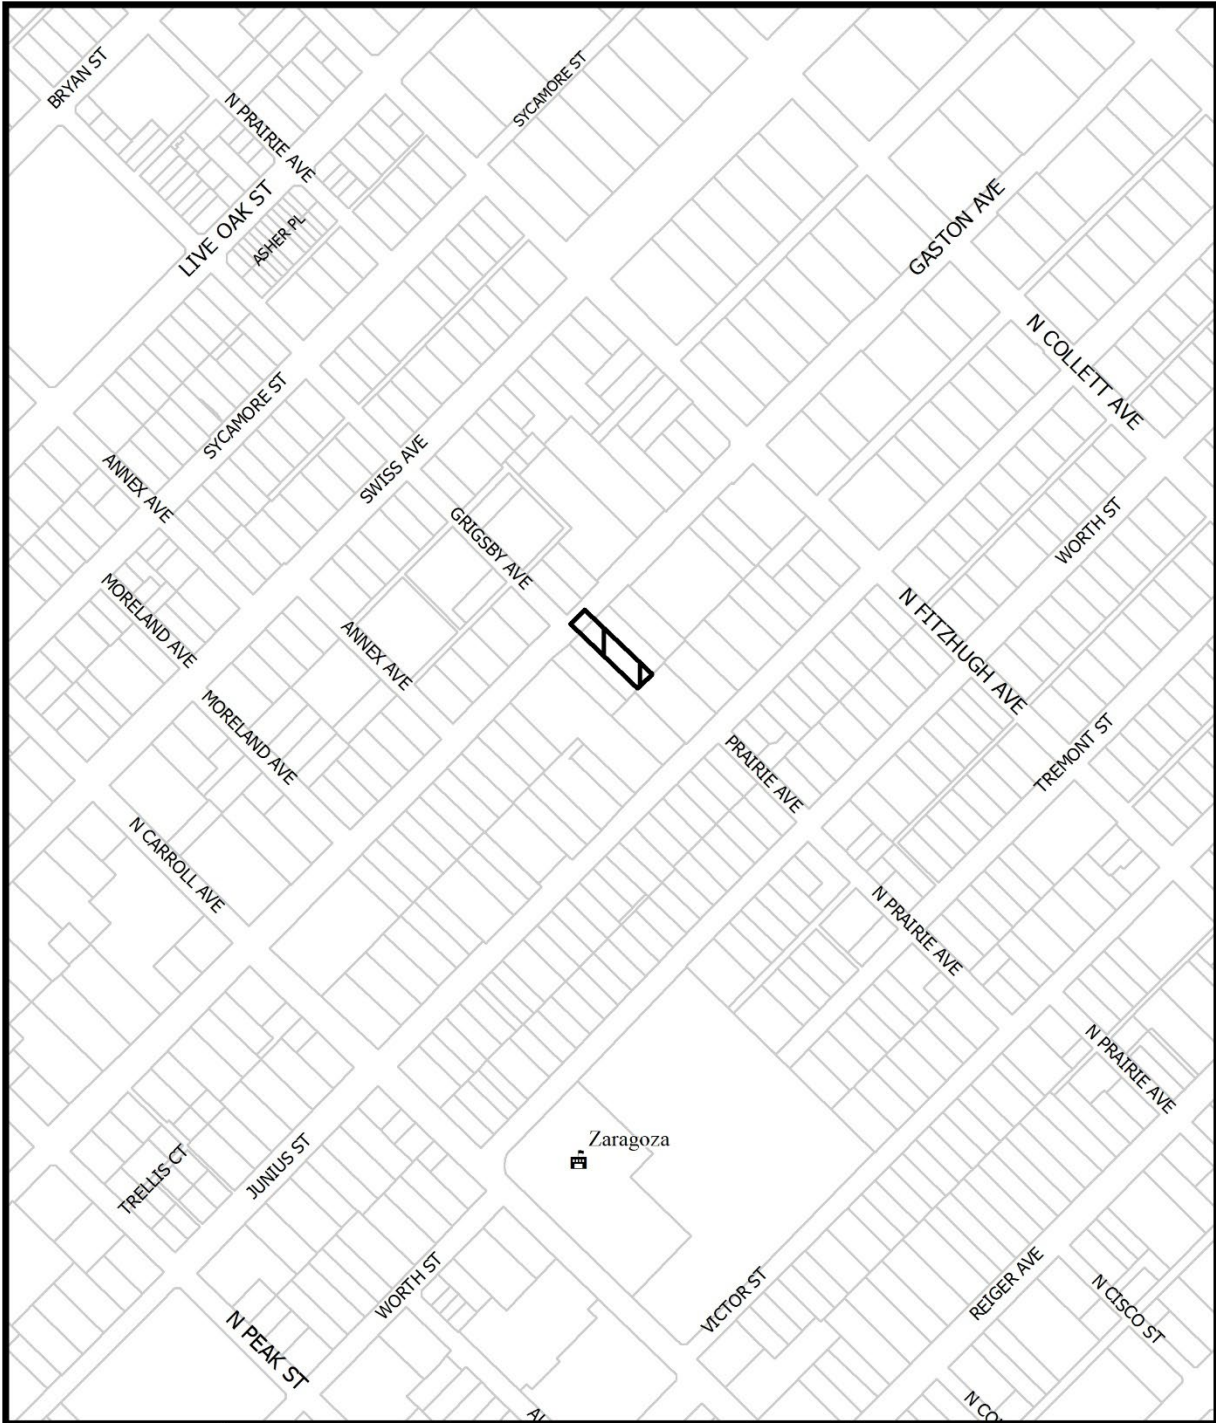 BRYAN ST
SYCAMORE ST
N PRAIRIE AVE
LIVE OAK ST
ASHER PL
GASTON AVE
N COLLETT AVE
SYCAMORE ST
SWISS AVE
ANNEX AVE
GRIGSBY AVE
WORTH ST
MORELAND AVE
ANNEX AVE
N FITZHUGH AVE
MORELAND AVE
TREMONT ST
PRAIRIE AVE
N CARROLL AVE
N PRAIRIE AVE
N PRAIRIE AVE
Zaragoza
TRELLIS CT
JUNIUS ST
WORTH ST
VICTOR ST
REIGER AVE
N CISCO ST
N PEAK ST
N CO